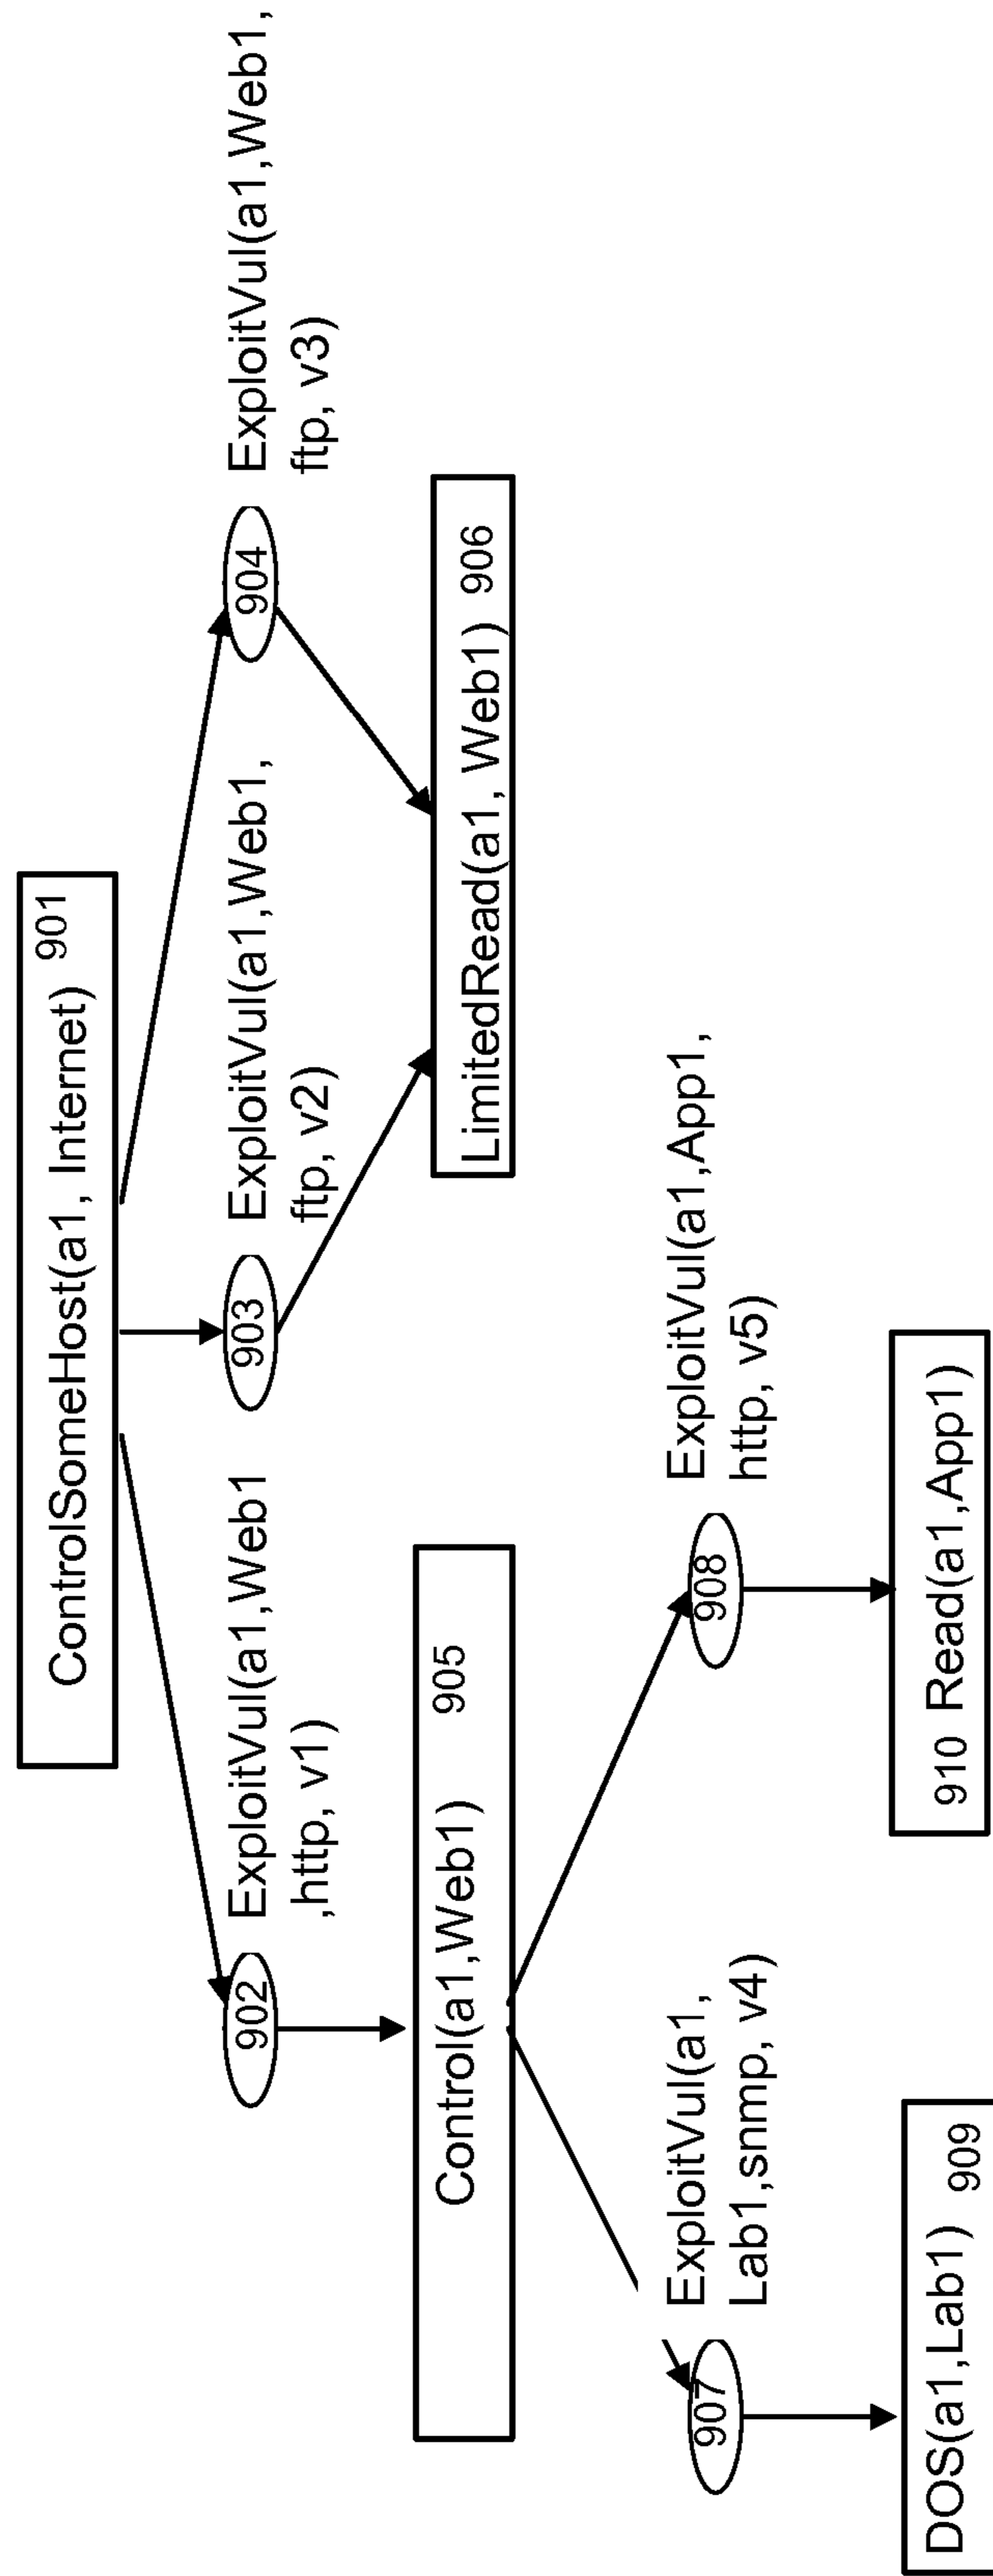 ControlSomeHost(a1, Internet) 901
902
ExploitVul(a1,Web1
,http, v1)
903
ExploitVul(a1,Web1,
ftp, v2)
904
ExploitVul(a1,Web1,
ftp, v3)
Control(a1,Web1) 905
LimitedRead(a1, Web1) 906
907
ExploitVul(a1,
Lab1,snmp, v4)
908
ExploitVul(a1,App1,
http, v5)
DOS(a1,Lab1) 909
910 Read(a1,App1)